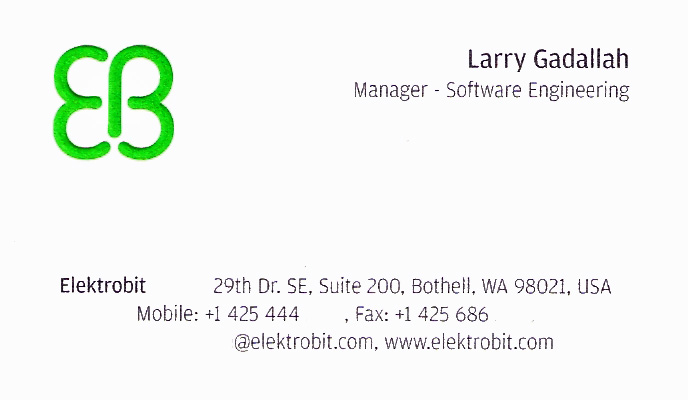 EB
Larry Gadallah
Manager - Software Engineering
Elektrobit 29th Dr. SE, Suite 200, Bothell, WA 98021, USA
Mobile: +1 425 444 , Fax: +1 425 686
@elektrobit.com, www.elektrobit.com